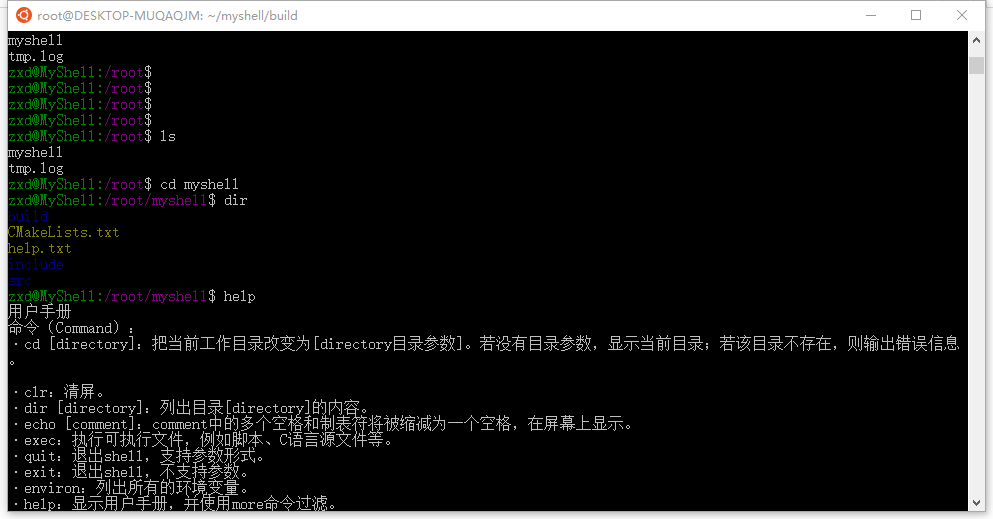 root@DESKTOP-MUQAQJM: ~/myshell/build
myshell
tmp.log
zxd@MyShell:/root$
zxd@MyShell:/root$
zxd@MyShell:/root$
zxd@MyShell:/root$
zxd@MyShell:/root$ ls
myshell
tmp.log
zxd@MyShell:/root$ cd myshell
zxd@MyShell:/root/myshell$ dir
build
CMakeLists.txt
help.txt
include
src
zxd@MyShell:/root/myshell$ help
用户手册
命令（Command）：
·cd [directory]：把当前工作目录改变为[directory目录参数]。若没有目录参数，显示当前目录；若该目录不存在，则输出错误信息
。
·clr：清屏。
·dir [directory]：列出目录[directory]的内容。
·echo [comment]：comment中的多个空格和制表符将被缩减为一个空格，在屏幕上显示。
·exec：执行可执行文件，例如脚本、C语言源文件等。
·quit：退出shell，支持参数形式。
·exit：退出shell，不支持参数。
·environ：列出所有的环境变量。
·help：显示用户手册，并使用more命令过滤。